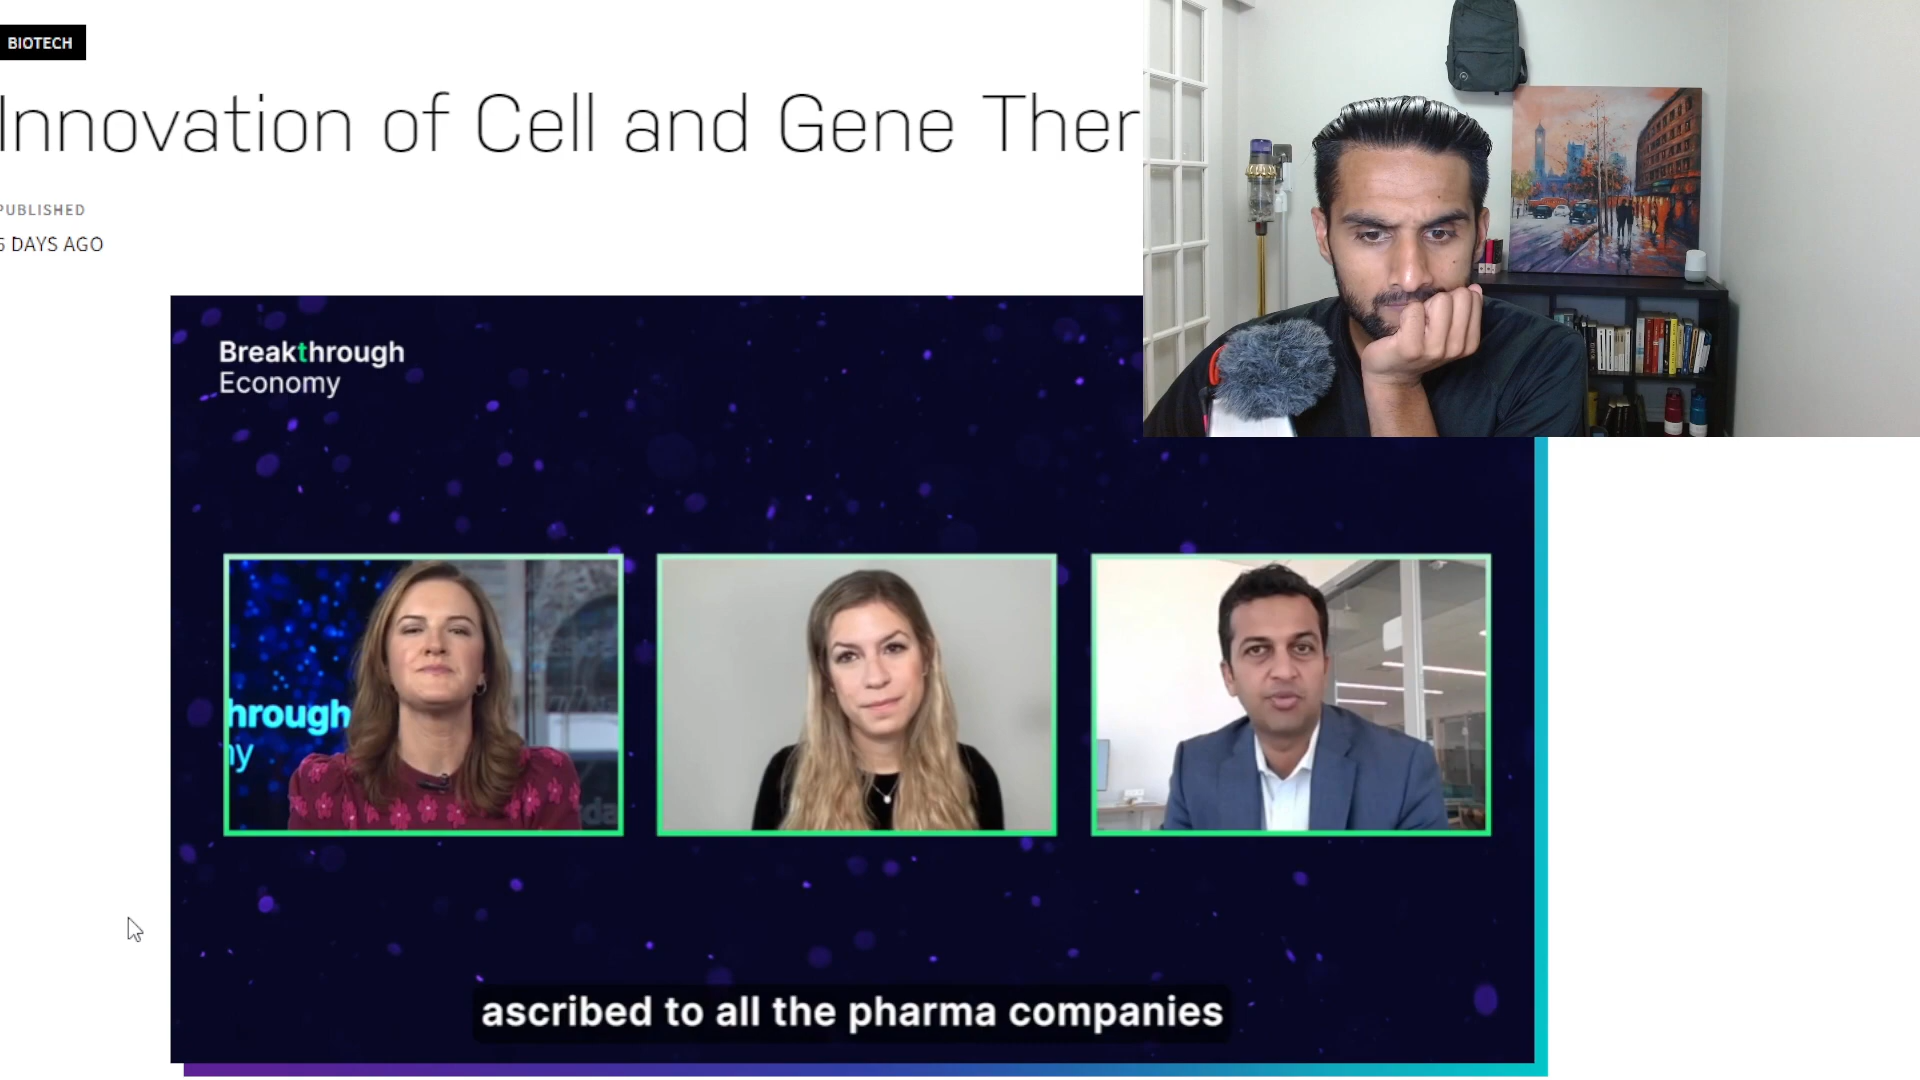 BIOTECH
Innovation of Cell and Gene Ther
PUBLISHED
DAYS AGO
Breakthrough
Economy
hrough
y
ascribed to all the pharma companies